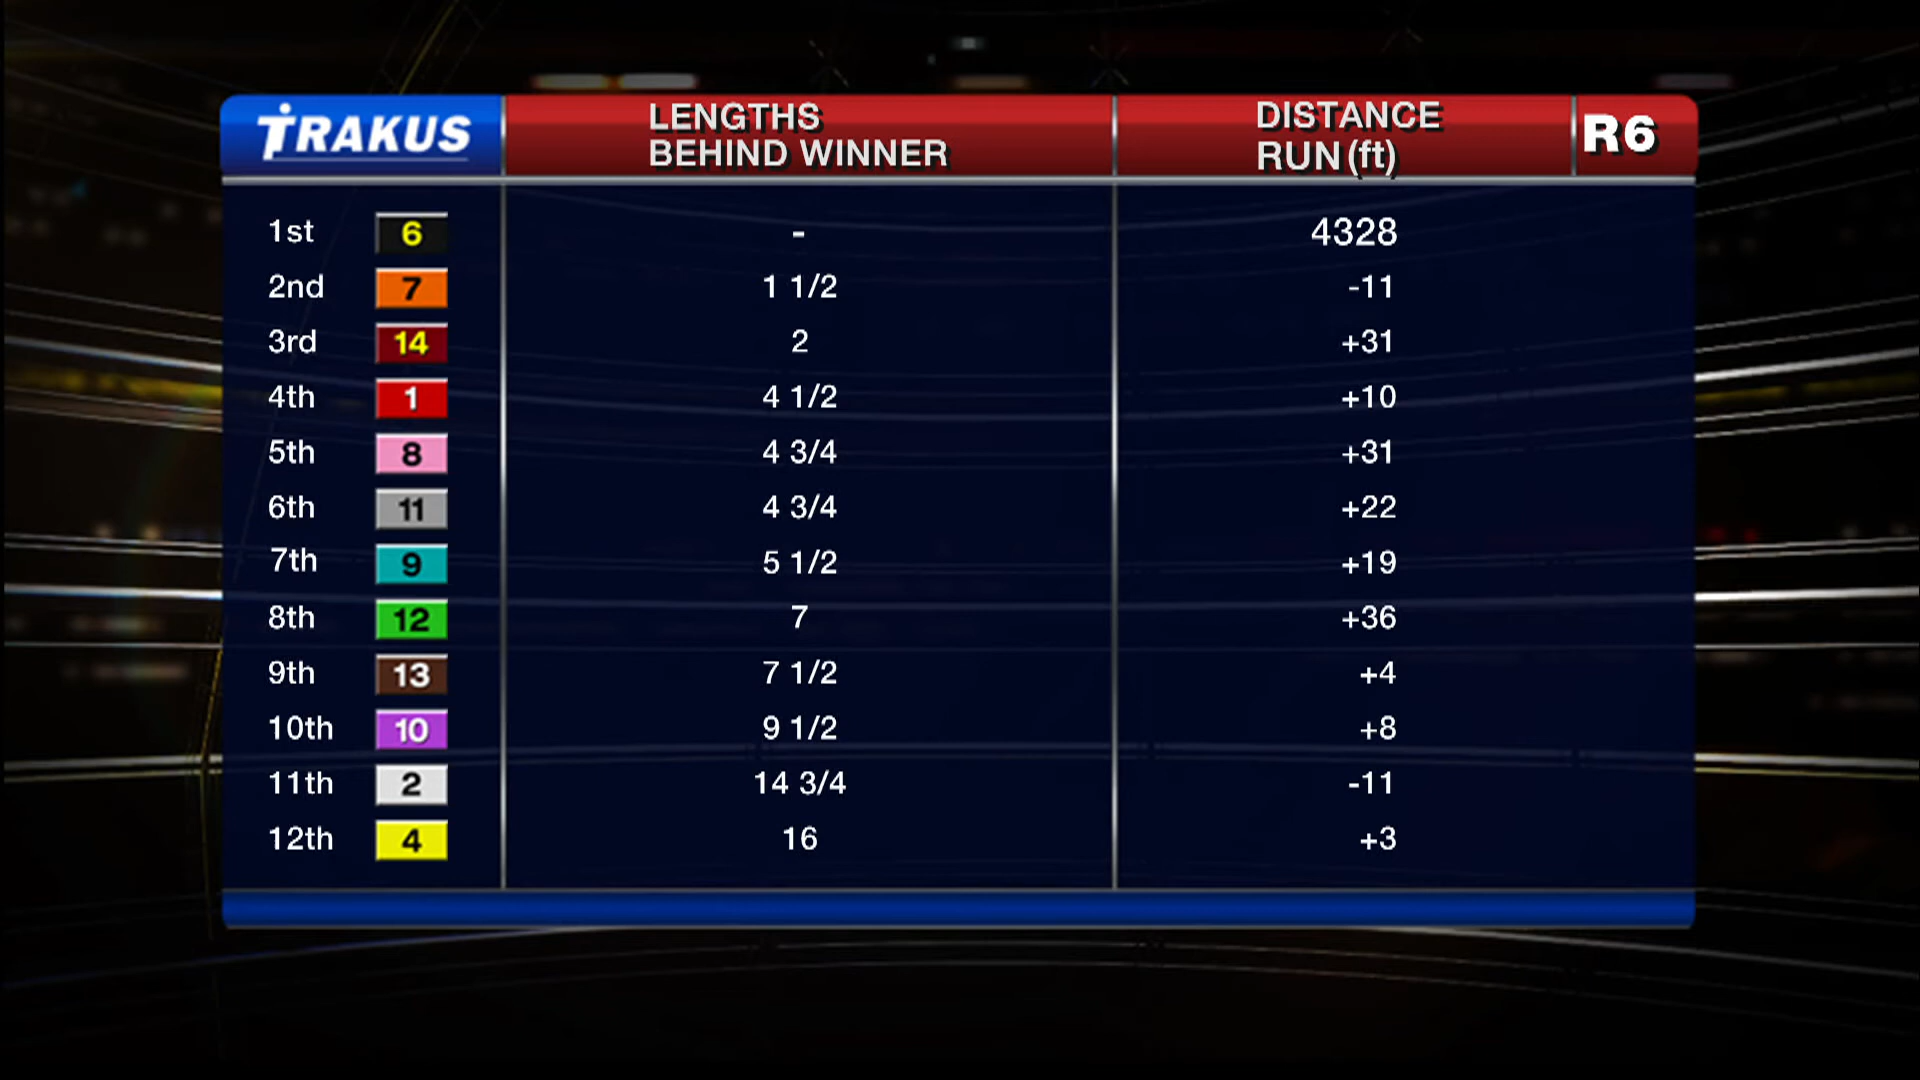 TRAKUS
LENGTHS
BEHIND WINNER
DISTANCE
RUN (ft)
R6
1st 6 - 4328
2nd 7 1 1/2 -11
3rd 14 2 +31
4th 1 4 1/2 +10
5th 8 4 3/4 +31
6th 11 4 3/4 +22
7th 9 5 1/2 +19
8th 12 7 +36
9th 13 7 1/2 +4
10th 10 9 1/2 +8
11th 2 14 3/4 -11
12th 4 16 +3